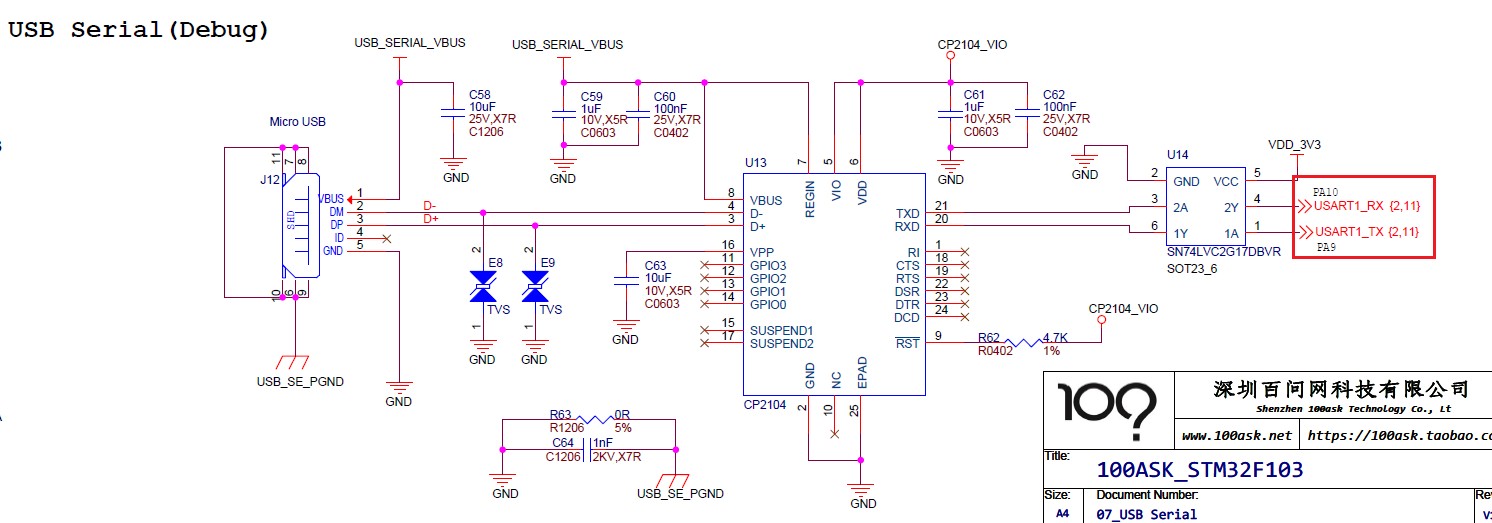 USB Serial(Debug)
USB_SERIAL_VBUS
USB_SERIAL_VBUS
CP2104_VIO
C58
10uF
25V,X7R
C1206
C59
1uF
10V,X5R
C0603
C60
100nF
25V,X7R
C0402
C61
1uF
10V,X5R
C0603
C62
100nF
25V,X7R
C0402
GND
GND
GND
GND
Micro USB
J12
SHD
11
7
8
10
6
9
VBUS 1
DM 2
DP 3
ID 4
GND 5
D-
D+
USB_SE_PGND
GND
2
E8
TVS
1
GND
2
E9
TVS
1
GND
C63
10uF
10V,X5R
C0603
GND
U13
7
5
6
REGIN
VIO
VDD
8 VBUS
4 D-
3 D+
16 VPP
11 GPIO3
12 GPIO2
13 GPIO1
14 GPIO0
15 SUSPEND1
17 SUSPEND2
TXD 21
RXD 20
RI 1
CTS 18
RTS 19
DSR 22
DTR 23
DCD 24
RST 9
GND
NC
EPAD
CP2104
2
10
25
GND
R62
R0402
4.7K
1%
CP2104_VIO
U14
2 GND
3 2A
6 1Y
VCC 5
2Y 4
1A 1
SN74LVC2G17DBVR
SOT23_6
VDD_3V3
PA10
USART1_RX {2,11}
USART1_TX {2,11}
PA9
R63
R1206
0R
5%
C64
C1206
1nF
2KV,X7R
GND
USB_SE_PGND
100?
深圳百问网科技有限公司
Shenzhen 100ask Technology Co., Lt
www.100ask.net
https://100ask.taobao.co
Title:
100ASK_STM32F103
Size:
A4
Document Number:
07_USB Serial
Rev